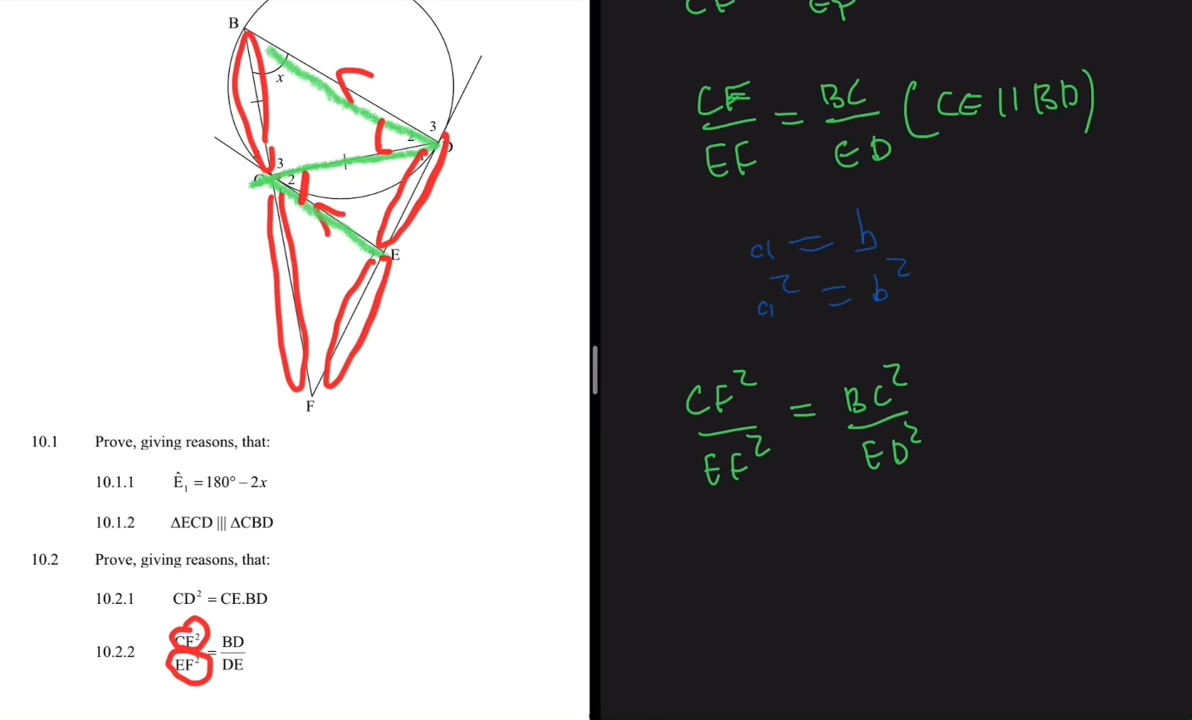 B
x
3
2
D
3
2
E
F
10.1 Prove, giving reasons, that:
10.1.1 Ê₁ = 180° – 2x
10.1.2 ΔECD ||| ΔCBD
10.2 Prove, giving reasons, that:
10.2.1 CD² = CE.BD
10.2.2 CF²/EF² = BD/DE
CF/EF = BC/ED (CE || BD)
a = b
a² = b²
CF²/EF² = BC²/ED²